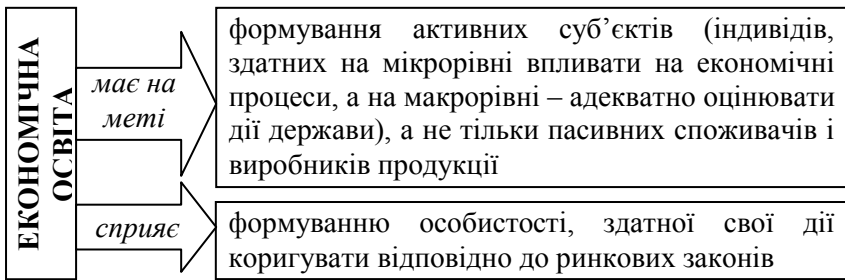 ЕКОНОМІЧНА
ОСВІТА
має на
меті
формування активних суб’єктів (індивідів,
здатних на мікрорівні впливати на економічні
процеси, а на макрорівні – адекватно оцінювати
дії держави), а не тільки пасивних споживачів і
виробників продукції
сприяє
формуванню особистості, здатної свої дії
коригувати відповідно до ринкових законів